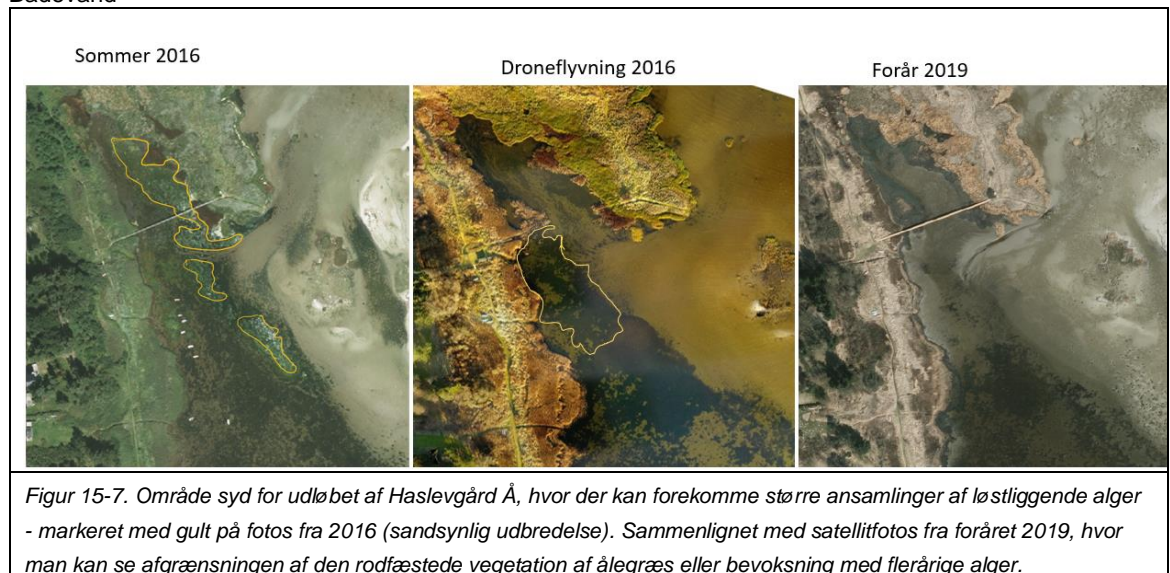 Badevand
Sommer 2016
Droneflyvning 2016
Forår 2019
Figur 15-7. Område syd for udløbet af Haslevgård Å, hvor der kan forekomme større ansamlinger af løstliggende alger
- markeret med gult på fotos fra 2016 (sandsynlig udbredelse). Sammenlignet med satellitfotos fra foråret 2019, hvor
man kan se afgrænsningen af den rodfæstede vegetation af ålegræs eller bevoksning med flerårige alger.